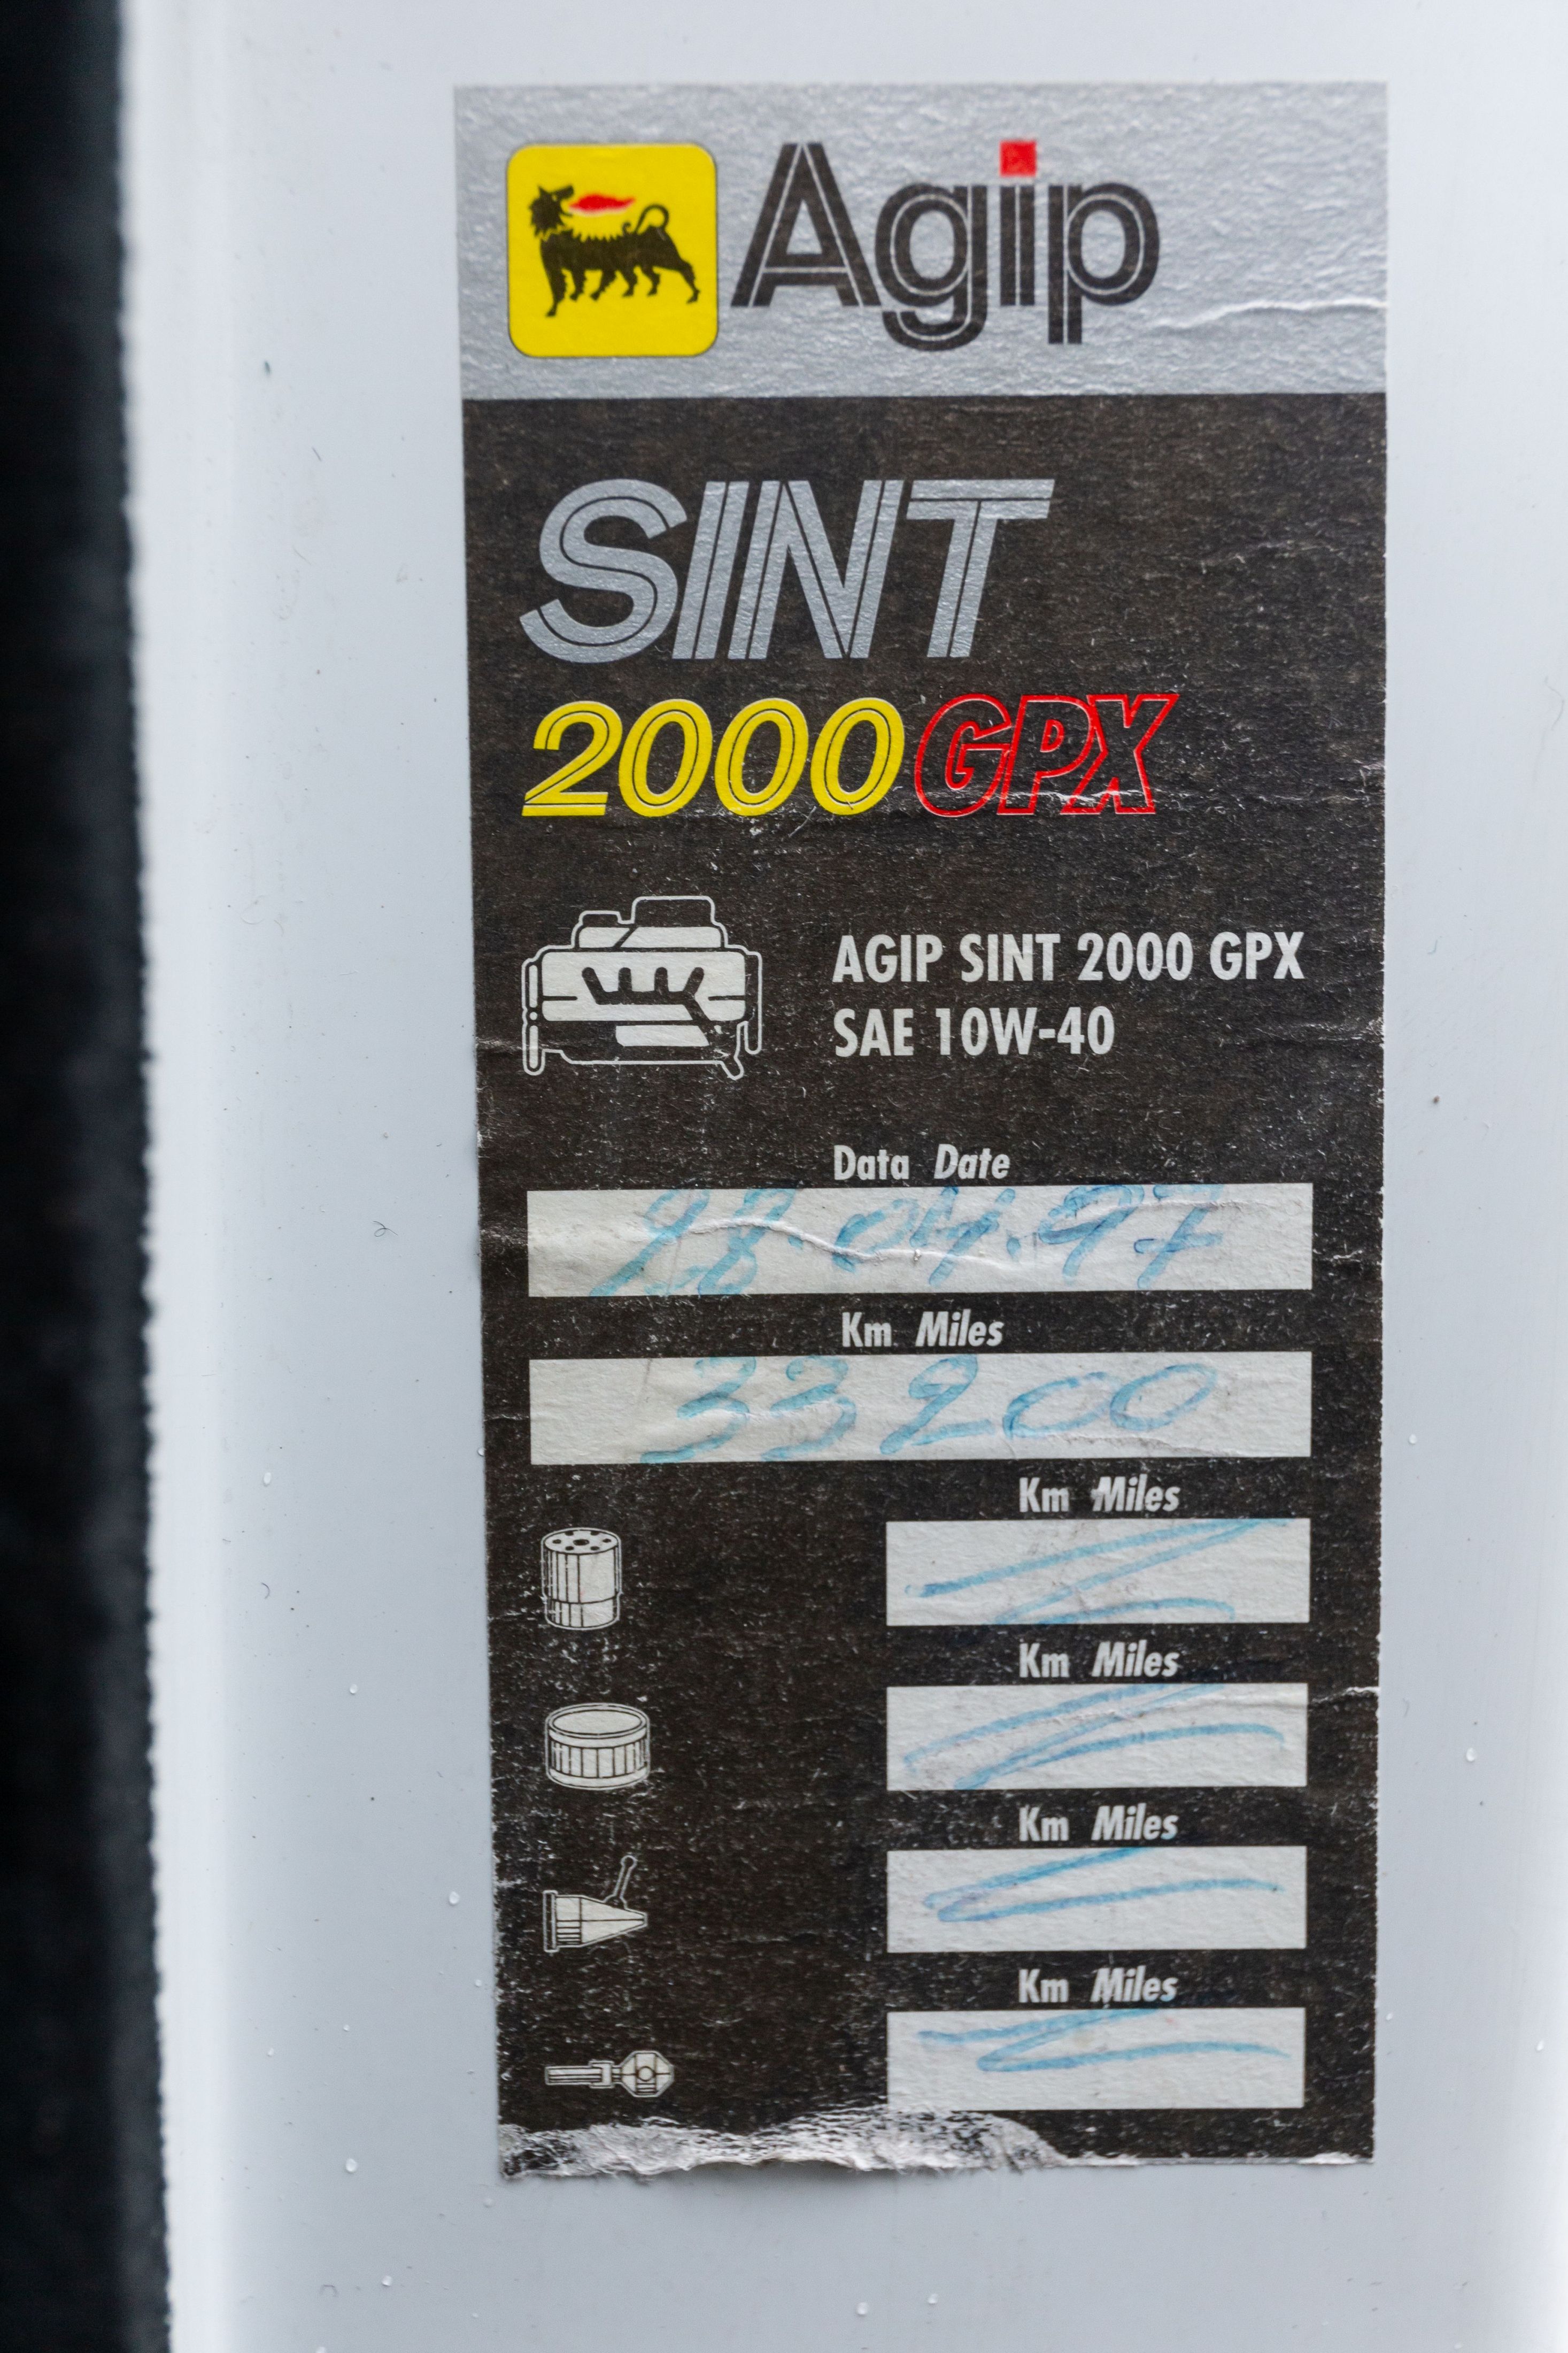 Agip
SINT
2000 GPX
AGIP SINT 2000 GPX
SAE 10W-40
Data Date
28.04.97
Km Miles
33200
Km Miles
Km Miles
Km Miles
Km Miles